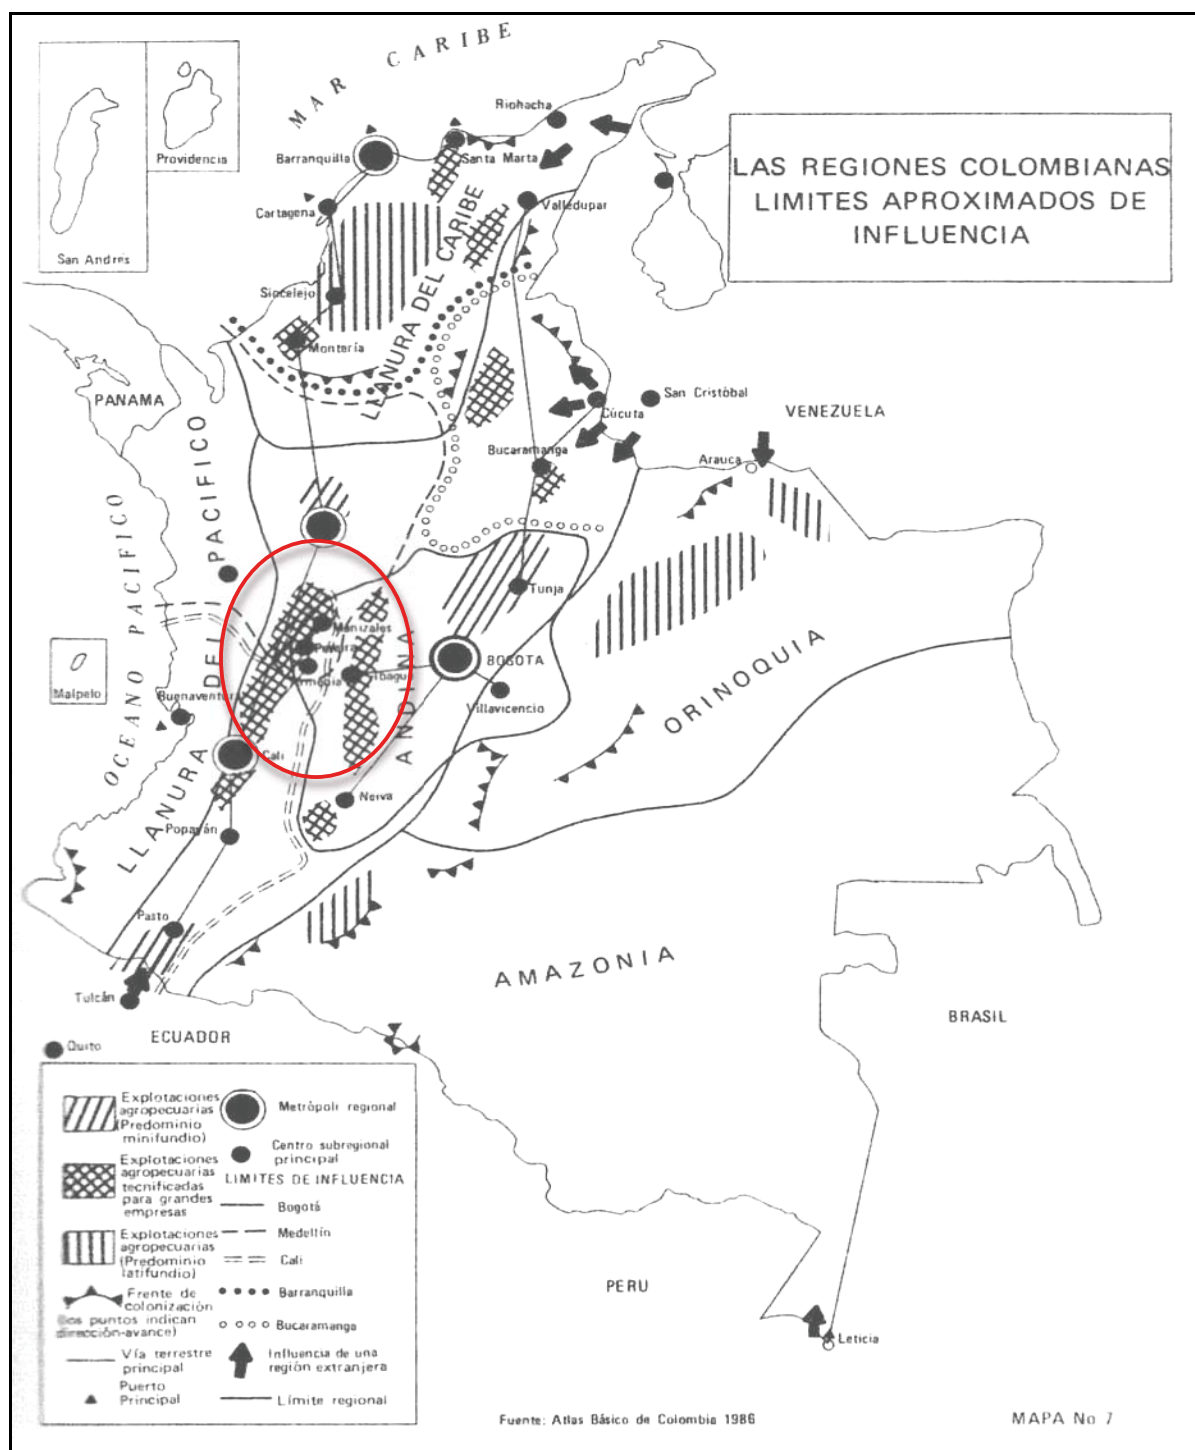 MAR CARIBE
Providencia
San Andrés
Riohacha
Santa Marta
Barranquilla
Cartagena
Valledupar
Sincelejo
Montería
LLANURA DEL CARIBE
LAS REGIONES COLOMBIANAS
LIMITES APROXIMADOS DE
INFLUENCIA
PANAMA
San Cristóbal
Cúcuta
VENEZUELA
Bucaramanga
Arauca
OCEANO PACIFICO
LLANURA DEL PACIFICO
Tunja
Manizales
Pereira
Armenia
Ibagué
ANDINA
BOGOTA
Villavicencio
ORINOQUIA
Malpelo
Buenaventura
Cali
Neiva
Popayán
Pasto
Tulcán
AMAZONIA
ECUADOR
BRASIL
Quito
PERU
Leticia
Explotaciones
agropecuarias
(Predominio
minifundio)
Explotaciones
agropecuarias
tecnificadas
para grandes
empresas
Explotaciones
agropecuarias
(Predominio
latifundio)
Frente de
colonización
(los puntos indican
dirección-avance)
Vía terrestre
principal
Puerto
Principal
Metrópoli regional
Centro subregional
principal
LIMITES DE INFLUENCIA
Bogotá
Medellín
Cali
Barranquilla
Bucaramanga
Influencia de una
región extranjera
Límite regional
Fuente: Atlas Básico de Colombia 1986
MAPA No 7